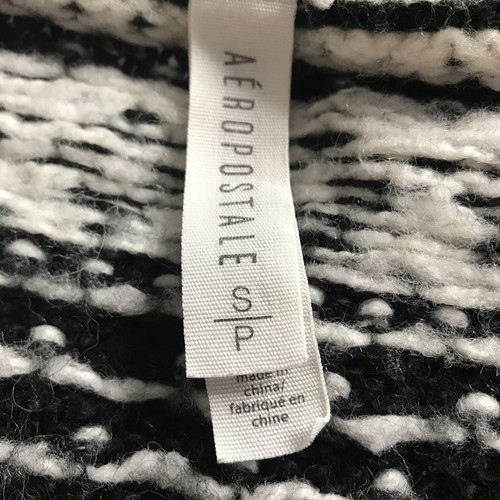 AÉROPOSTALE
S|P
made in
china/
fabriqué en
chine